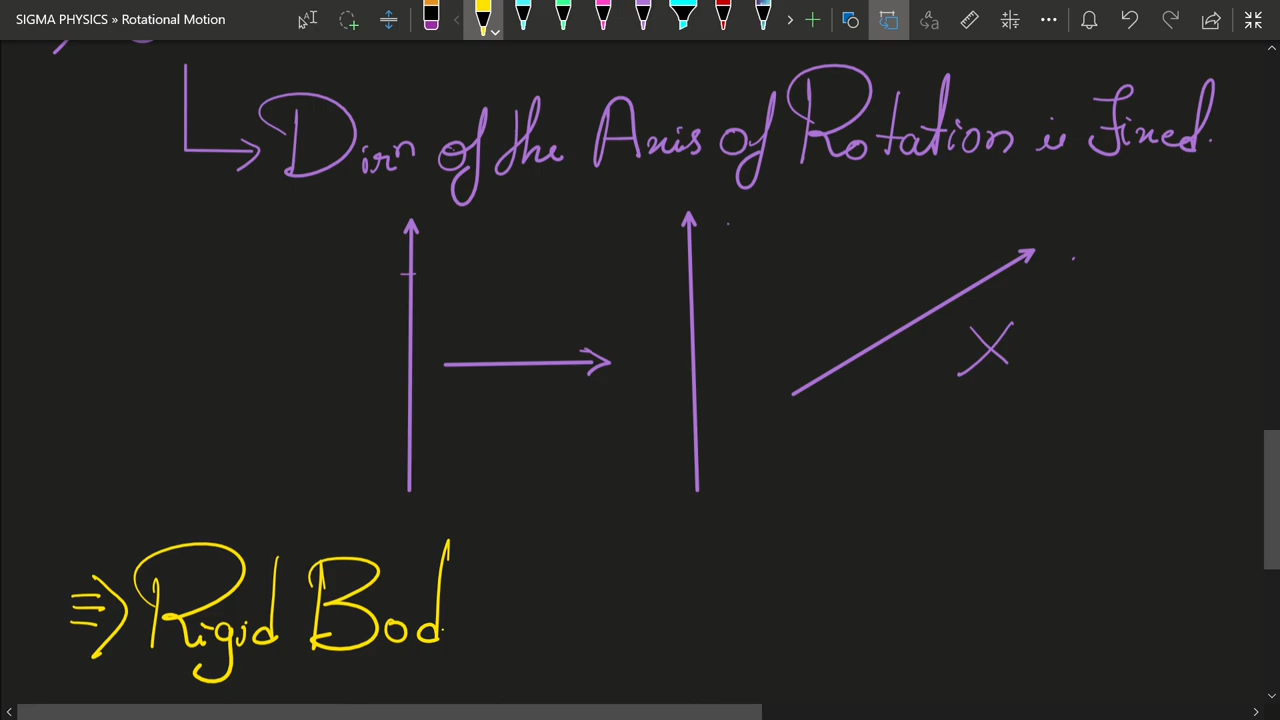 SIGMA PHYSICS » Rotational Motion
Dirⁿ of the Axis of Rotation is Fixed.
⇒ Rigid Bod